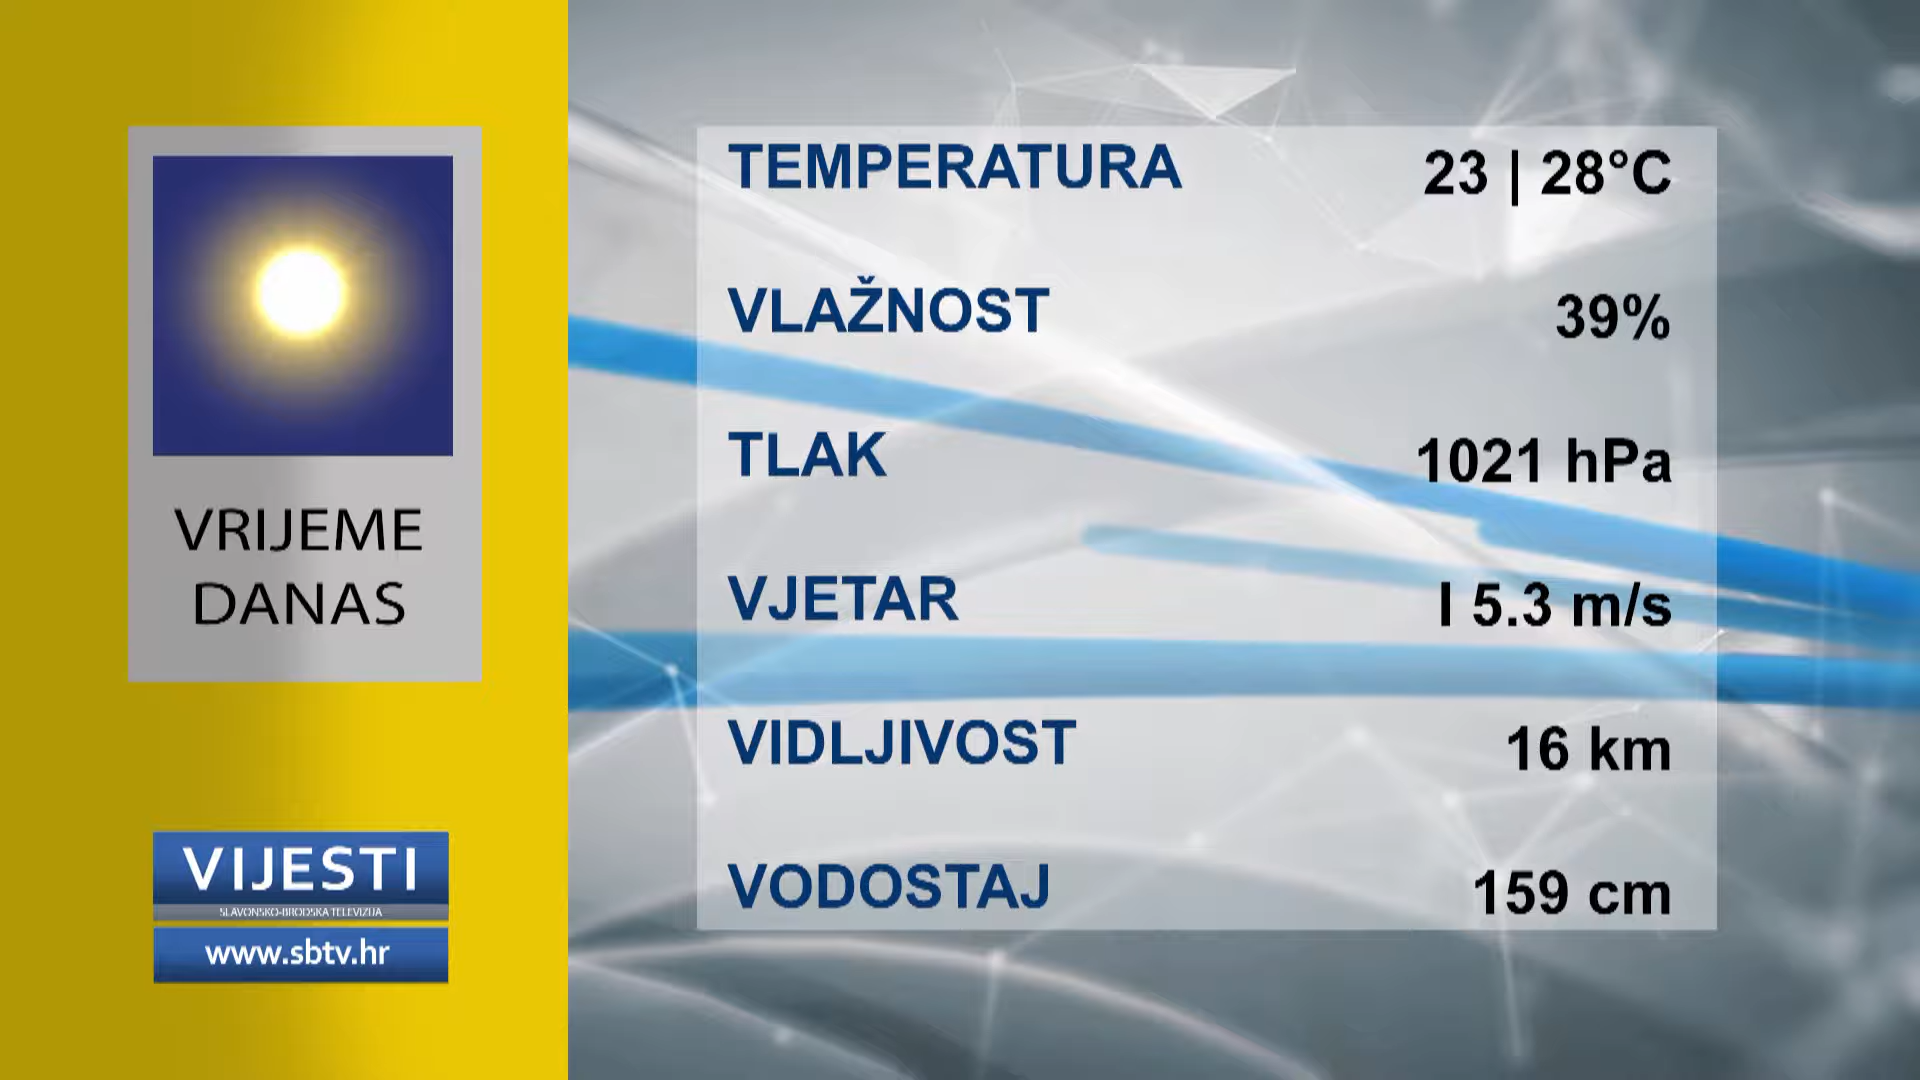 VRIJEME
DANAS
VIJESTI
SLAVONSKO-BRODSKA TELEVIZIJA
www.sbtv.hr
TEMPERATURA 23 | 28°C
VLAŽNOST 39%
TLAK 1021 hPa
VJETAR I 5.3 m/s
VIDLJIVOST 16 km
VODOSTAJ 159 cm